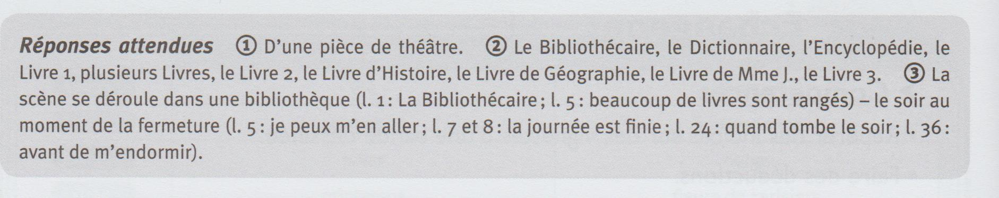 Réponses attendues ① D’une pièce de théâtre. ② Le Bibliothécaire, le Dictionnaire, l’Encyclopédie, le
Livre 1, plusieurs Livres, le Livre 2, le Livre d’Histoire, le Livre de Géographie, le Livre de Mme J., le Livre 3. ③ La
scène se déroule dans une bibliothèque (l. 1 : La Bibliothécaire ; l. 5 : beaucoup de livres sont rangés) – le soir au
moment de la fermeture (l. 5 : je peux m’en aller ; l. 7 et 8 : la journée est finie ; l. 24 : quand tombe le soir ; l. 36 :
avant de m’endormir).